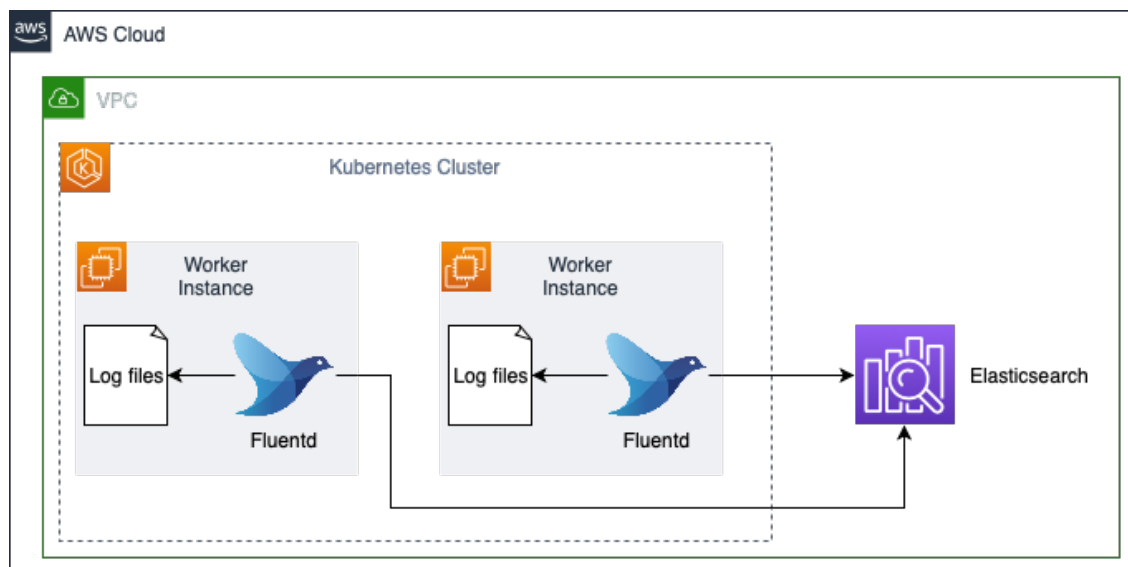 aws
AWS Cloud
VPC
Kubernetes Cluster
K
Worker
Instance
Worker
Instance
Log files
Log files
Elasticsearch
Fluentd
Fluentd